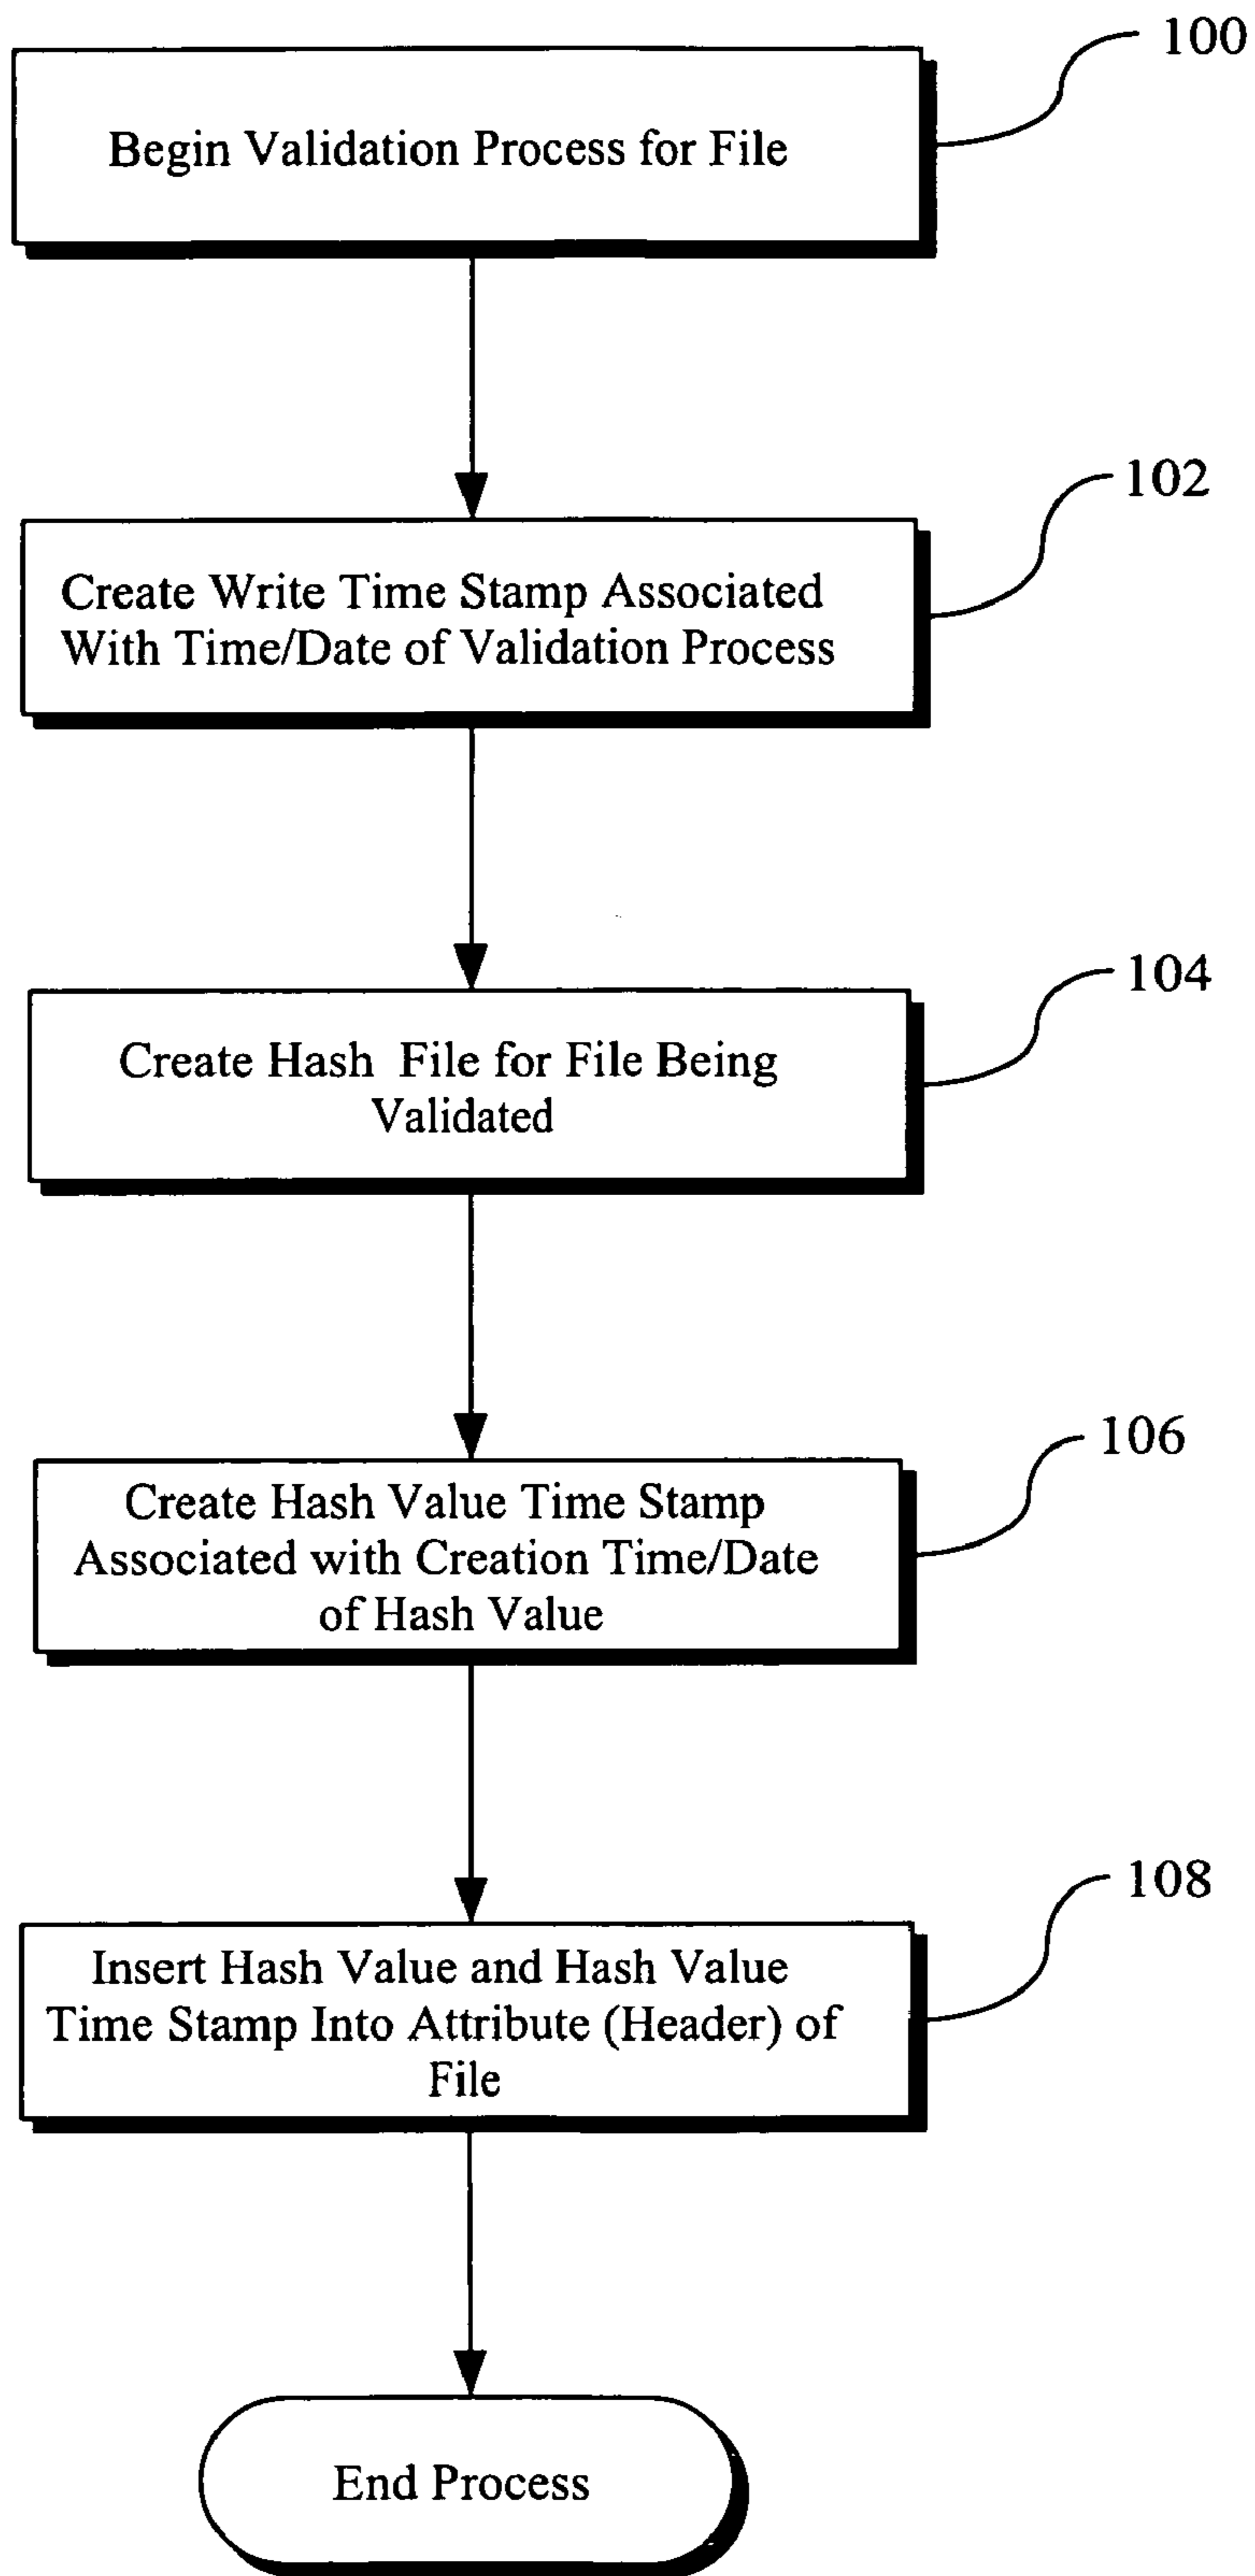 100
Begin Validation Process for File
102
Create Write Time Stamp Associated
With Time/Date of Validation Process
104
Create Hash File for File Being
Validated
106
Create Hash Value Time Stamp
Associated with Creation Time/Date
of Hash Value
108
Insert Hash Value and Hash Value
Time Stamp Into Attribute (Header) of
File
End Process